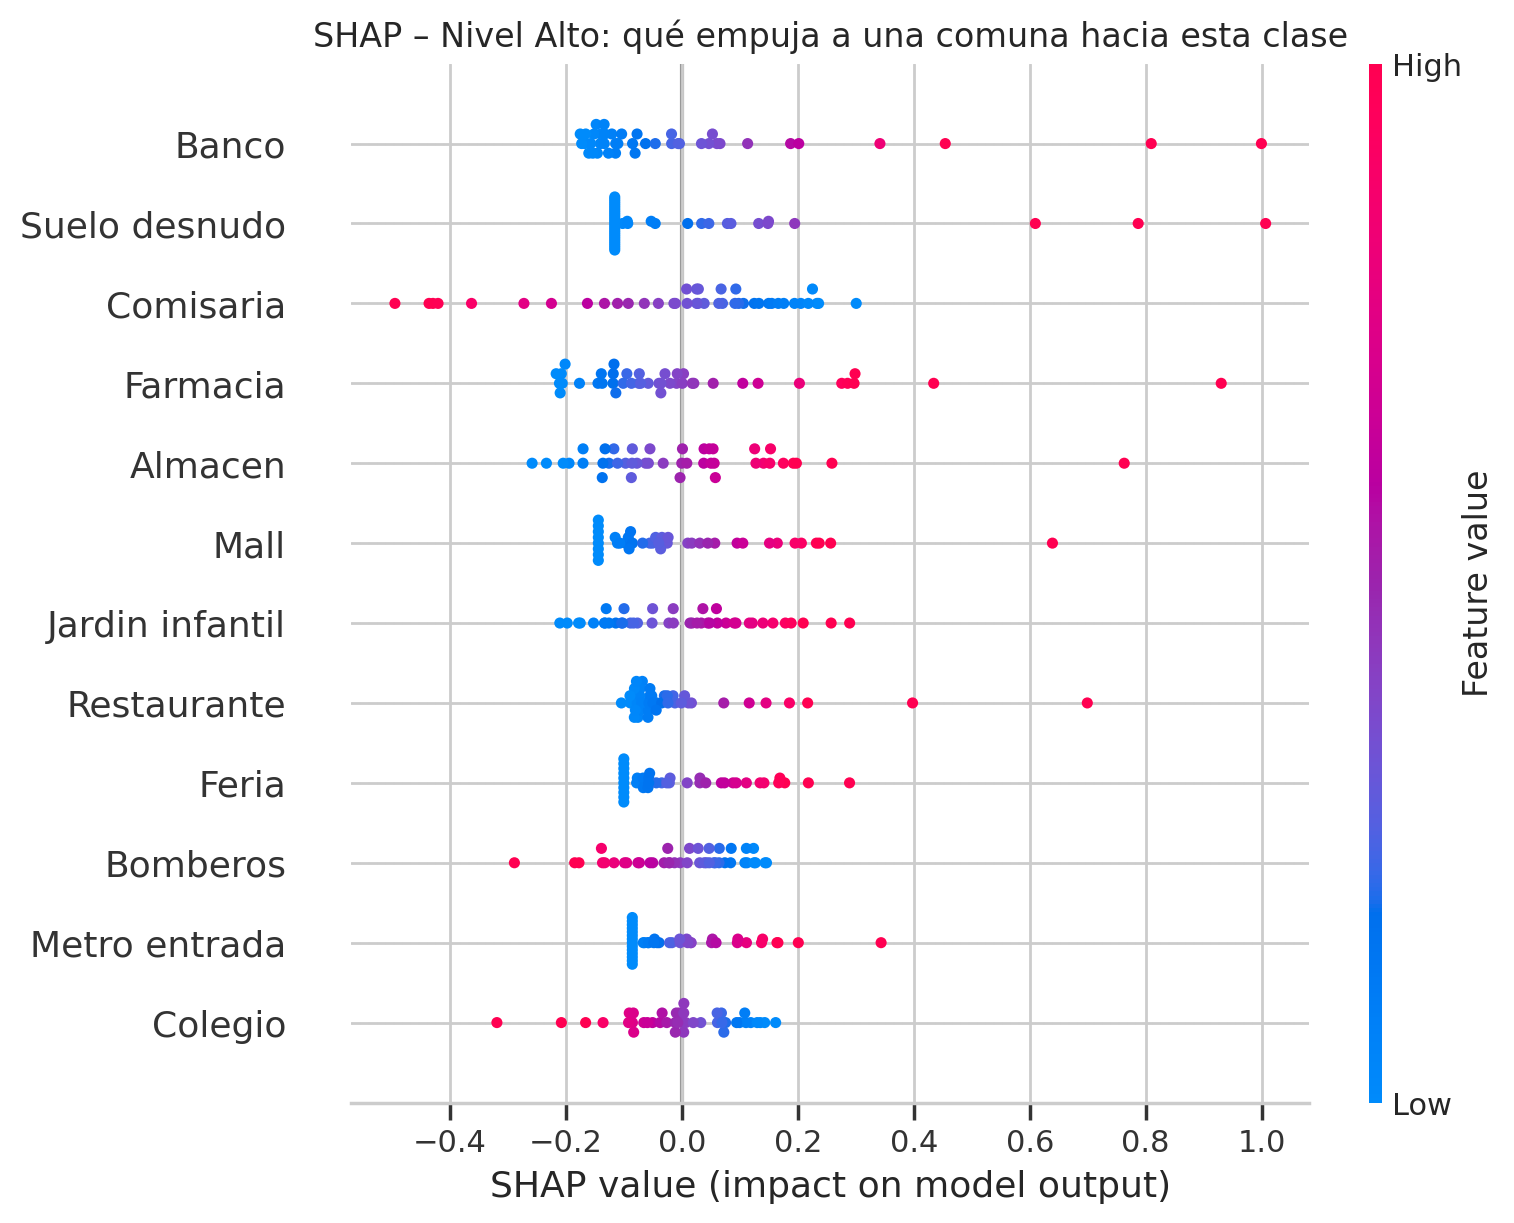 SHAP – Nivel Alto: qué empuja a una comuna hacia esta clase
High
Banco
Suelo desnudo
Comisaria
Farmacia
Almacen
Mall
Jardin infantil
Restaurante
Feria
Bomberos
Metro entrada
Colegio
Feature value
Low
−0.4 −0.2 0.0 0.2 0.4 0.6 0.8 1.0
SHAP value (impact on model output)